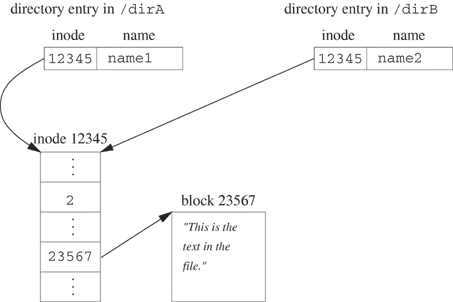 directory entry in /dirA
directory entry in /dirB
inode name
inode name
12345 name1
12345 name2
inode 12345
2
block 23567
"This is the
text in the
file."
23567